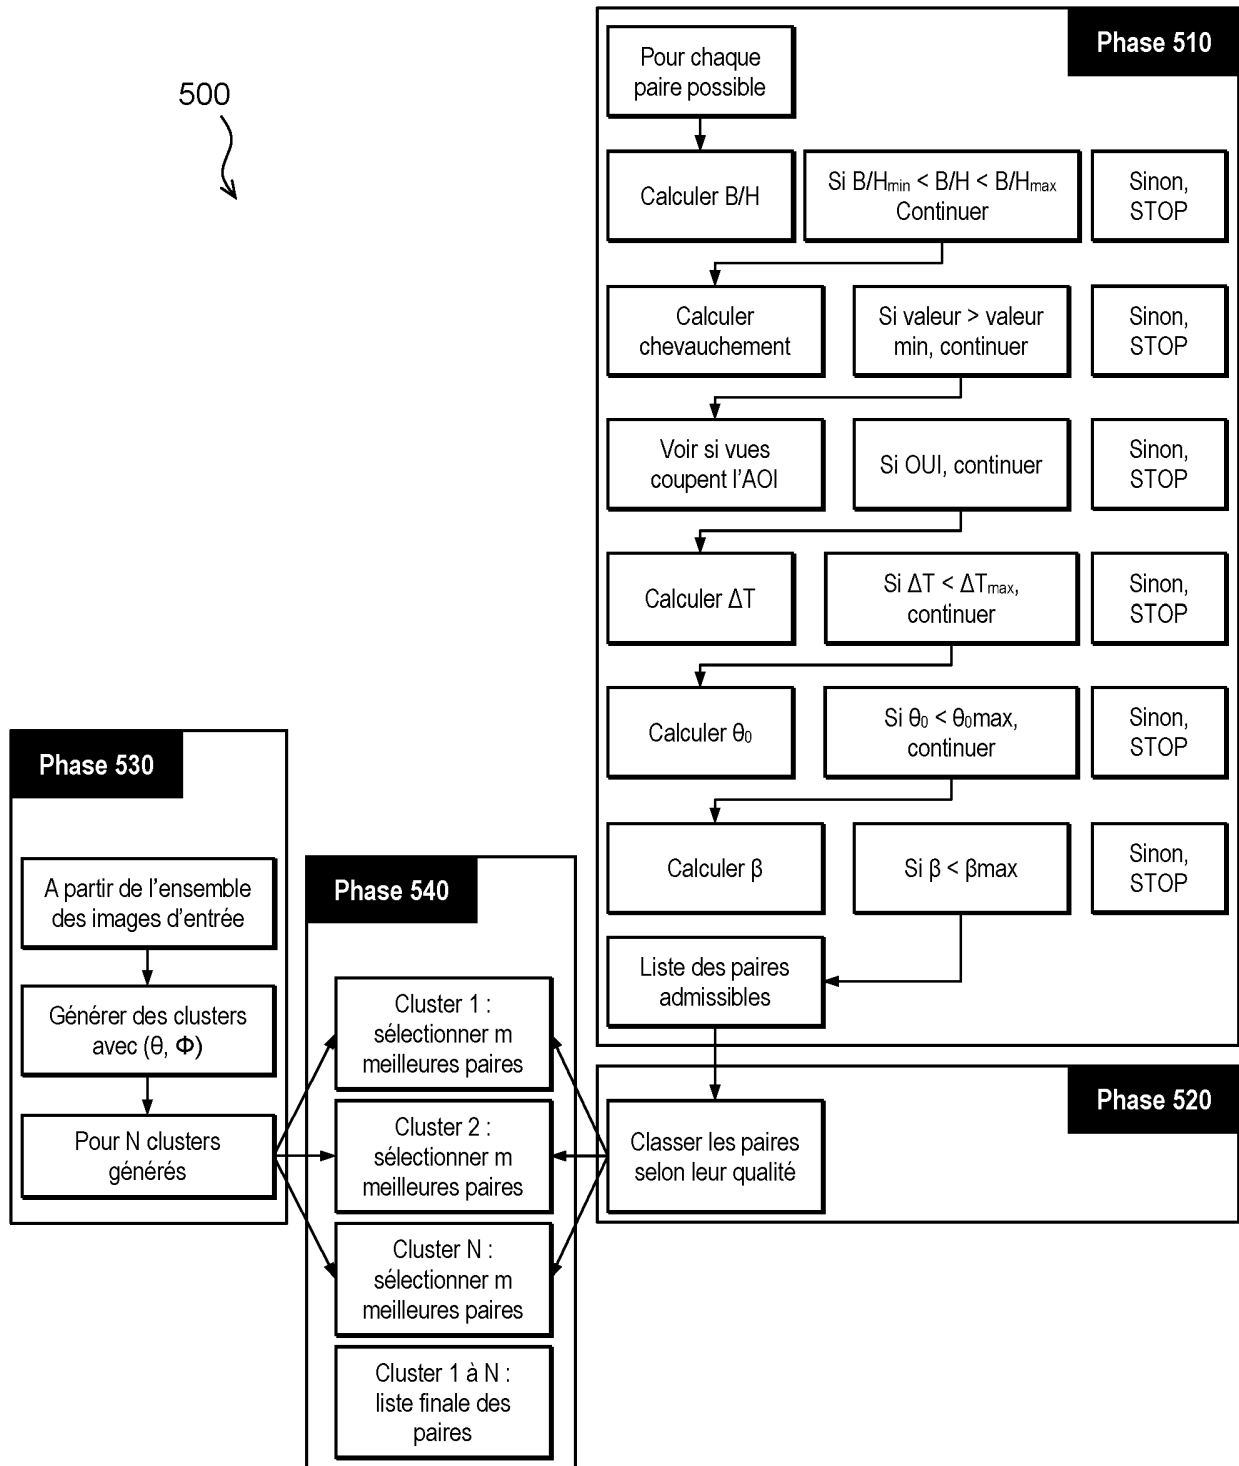 500
Phase 510
Pour chaque
paire possible
Calculer B/H
Si B/Hmin < B/H < B/Hmax
Continuer
Sinon,
STOP
Calculer
chevauchement
Si valeur > valeur
min, continuer
Sinon,
STOP
Voir si vues
coupent l'AOI
Si OUI, continuer
Sinon,
STOP
Calculer ΔT
Si ΔT < ΔTmax,
continuer
Sinon,
STOP
Calculer θ0
Si θ0 < θ0max,
continuer
Sinon,
STOP
Calculer β
Si β < βmax
Sinon,
STOP
Liste des paires
admissibles
Phase 520
Classer les paires
selon leur qualité
Phase 530
A partir de l'ensemble
des images d'entrée
Générer des clusters
avec (θ, Φ)
Pour N clusters
générés
Phase 540
Cluster 1 :
sélectionner m
meilleures paires
Cluster 2 :
sélectionner m
meilleures paires
Cluster N :
sélectionner m
meilleures paires
Cluster 1 à N :
liste finale des
paires